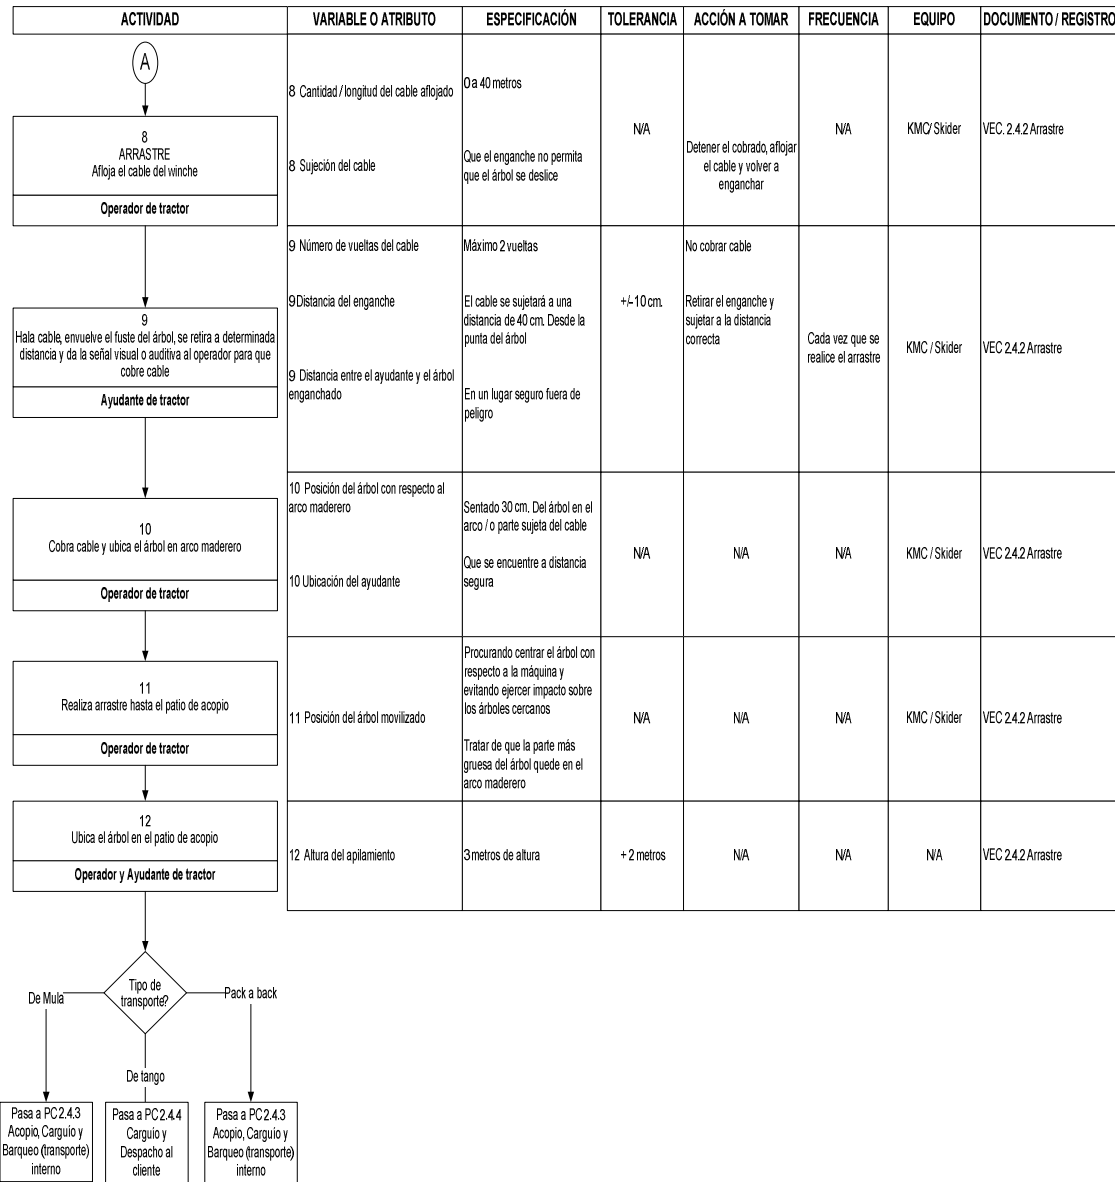 ACTIVIDAD
VARIABLE O ATRIBUTO
ESPECIFICACIÓN
TOLERANCIA
ACCIÓN A TOMAR
FRECUENCIA
EQUIPO
DOCUMENTO / REGISTRO
A
8
ARRASTRE
Afloja el cable del winche
Operador de tractor
8 Cantidad / longitud del cable aflojado
8 Sujeción del cable
0 a 40 metros
Que el enganche no permita
que el árbol se deslice
N/A
Detener el cobrado, aflojar
el cable y volver a
enganchar
N/A
KMC/ Skider
VEC. 2.4.2 Arrastre
9
Hala cable, envuelve el fuste del árbol, se retira a determinada
distancia y da la señal visual o auditiva al operador para que
cobre cable
Ayudante de tractor
9 Número de vueltas del cable
9 Distancia del enganche
9 Distancia entre el ayudante y el árbol
enganchado
Máximo 2 vueltas
El cable se sujetará a una
distancia de 40 cm. Desde la
punta del árbol
En un lugar seguro fuera de
peligro
+/- 10 cm.
No cobrar cable
Retirar el enganche y
sujetar a la distancia
correcta
Cada vez que se
realice el arrastre
KMC / Skider
VEC 2.4.2 Arrastre
10
Cobra cable y ubica el árbol en arco maderero
Operador de tractor
10 Posición del árbol con respecto al
arco maderero
10 Ubicación del ayudante
Sentado 30 cm. Del árbol en el
arco / o parte sujeta del cable
Que se encuentre a distancia
segura
N/A
N/A
N/A
KMC / Skider
VEC 2.4.2 Arrastre
11
Realiza arrastre hasta el patio de acopio
Operador de tractor
11 Posición del árbol movilizado
Procurando centrar el árbol con
respecto a la máquina y
evitando ejercer impacto sobre
los árboles cercanos
Tratar de que la parte más
gruesa del árbol quede en el
arco maderero
N/A
N/A
N/A
KMC / Skider
VEC 2.4.2 Arrastre
12
Ubica el árbol en el patio de acopio
Operador y Ayudante de tractor
12 Altura del apilamiento
3 metros de altura
+ 2 metros
N/A
N/A
N/A
VEC 2.4.2 Arrastre
Tipo de
transporte?
De Mula
Pack a back
De tango
Pasa a PC 2.4.3
Acopio, Carguío y
Barqueo (transporte)
interno
Pasa a PC 2.4.4
Carguío y
Despacho al
cliente
Pasa a PC 2.4.3
Acopio, Carguío y
Barqueo (transporte)
interno